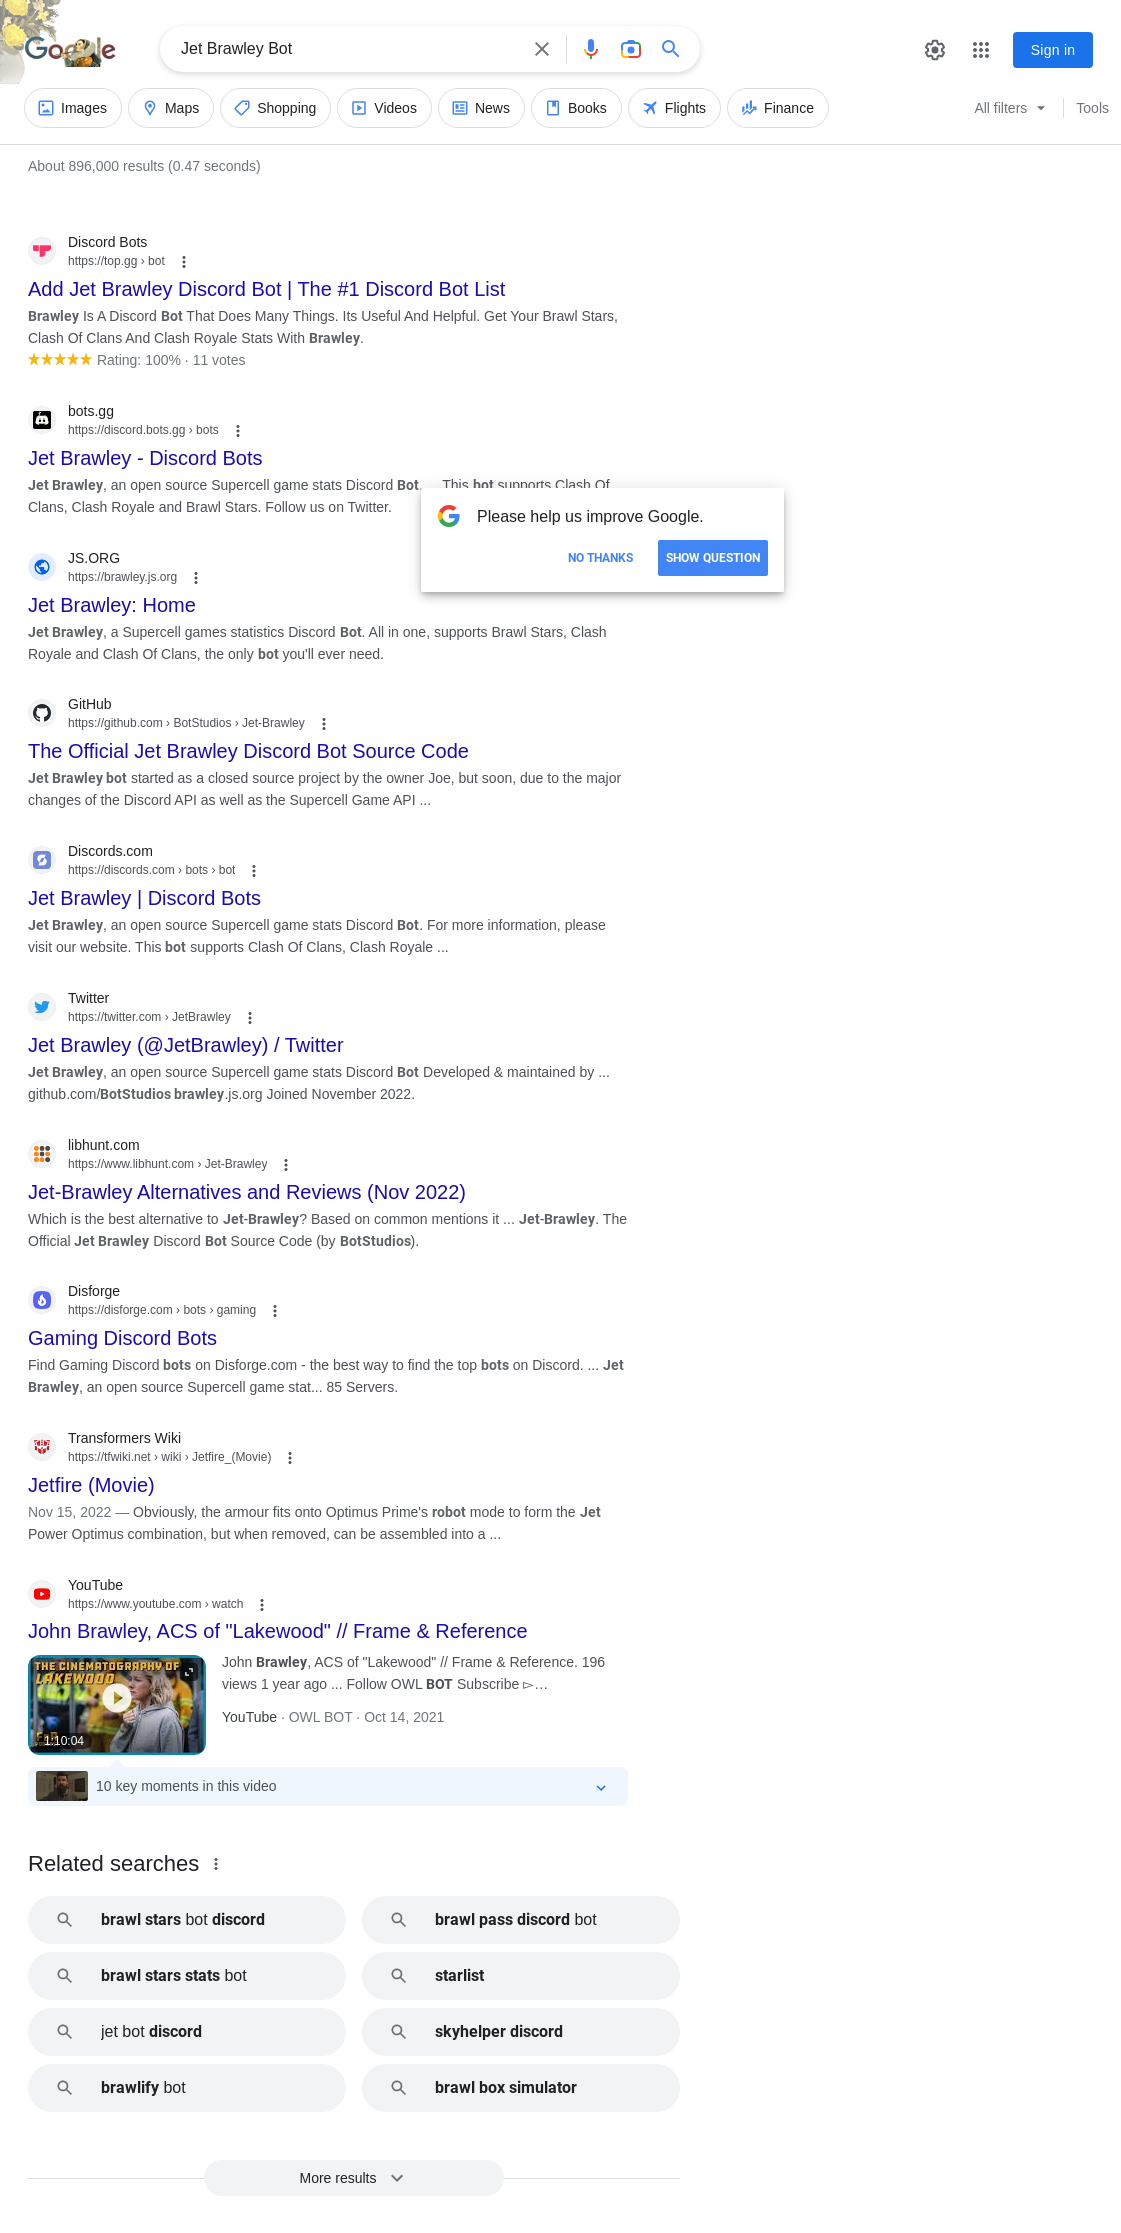 Google
Jet Brawley Bot
Sign in
Images
Maps
Shopping
Videos
News
Books
Flights
Finance
All filters
Tools
About 896,000 results (0.47 seconds)
Discord Bots
https://top.gg › bot
Add Jet Brawley Discord Bot | The #1 Discord Bot List
Brawley Is A Discord Bot That Does Many Things. Its Useful And Helpful. Get Your Brawl Stars,
Clash Of Clans And Clash Royale Stats With Brawley.
Rating: 100% · 11 votes
bots.gg
https://discord.bots.gg › bots
Jet Brawley - Discord Bots
Jet Brawley, an open source Supercell game stats Discord Bot. ... This bot supports Clash Of
Clans, Clash Royale and Brawl Stars. Follow us on Twitter.
Please help us improve Google.
NO THANKS
SHOW QUESTION
JS.ORG
https://brawley.js.org
Jet Brawley: Home
Jet Brawley, a Supercell games statistics Discord Bot. All in one, supports Brawl Stars, Clash
Royale and Clash Of Clans, the only bot you'll ever need.
GitHub
https://github.com › BotStudios › Jet-Brawley
The Official Jet Brawley Discord Bot Source Code
Jet Brawley bot started as a closed source project by the owner Joe, but soon, due to the major
changes of the Discord API as well as the Supercell Game API ...
Discords.com
https://discords.com › bots › bot
Jet Brawley | Discord Bots
Jet Brawley, an open source Supercell game stats Discord Bot. For more information, please
visit our website. This bot supports Clash Of Clans, Clash Royale ...
Twitter
https://twitter.com › JetBrawley
Jet Brawley (@JetBrawley) / Twitter
Jet Brawley, an open source Supercell game stats Discord Bot Developed & maintained by ...
github.com/BotStudios brawley.js.org Joined November 2022.
libhunt.com
https://www.libhunt.com › Jet-Brawley
Jet-Brawley Alternatives and Reviews (Nov 2022)
Which is the best alternative to Jet-Brawley? Based on common mentions it ... Jet-Brawley. The
Official Jet Brawley Discord Bot Source Code (by BotStudios).
Disforge
https://disforge.com › bots › gaming
Gaming Discord Bots
Find Gaming Discord bots on Disforge.com - the best way to find the top bots on Discord. ... Jet
Brawley, an open source Supercell game stat... 85 Servers.
Transformers Wiki
https://tfwiki.net › wiki › Jetfire_(Movie)
Jetfire (Movie)
Nov 15, 2022 — Obviously, the armour fits onto Optimus Prime's robot mode to form the Jet
Power Optimus combination, but when removed, can be assembled into a ...
YouTube
https://www.youtube.com › watch
John Brawley, ACS of "Lakewood" // Frame & Reference
THE CINEMATOGRAPHY OF
LAKEWOOD
1:10:04
John Brawley, ACS of "Lakewood" // Frame & Reference. 196
views 1 year ago ... Follow OWL BOT Subscribe ▻…
YouTube · OWL BOT · Oct 14, 2021
10 key moments in this video
Related searches
brawl stars bot discord
brawl pass discord bot
brawl stars stats bot
starlist
jet bot discord
skyhelper discord
brawlify bot
brawl box simulator
More results